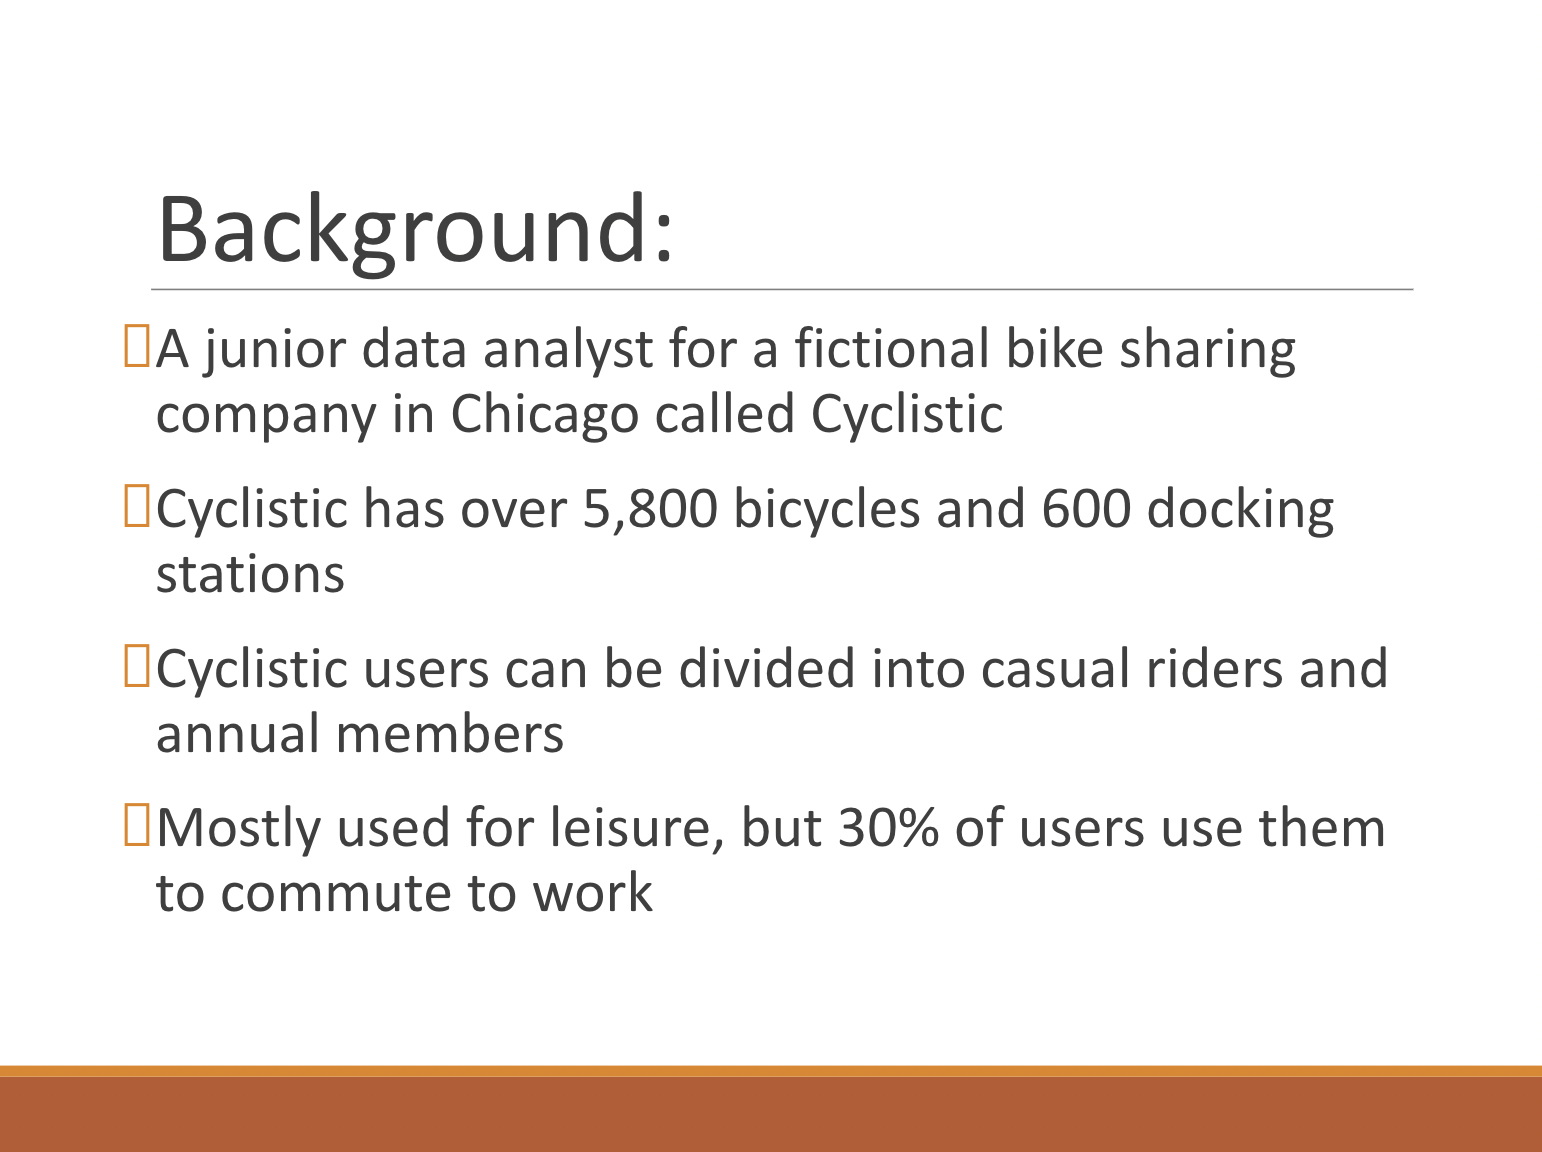 Background:
A junior data analyst for a fictional bike sharing
company in Chicago called Cyclistic
Cyclistic has over 5,800 bicycles and 600 docking
stations
Cyclistic users can be divided into casual riders and
annual members
Mostly used for leisure, but 30% of users use them
to commute to work